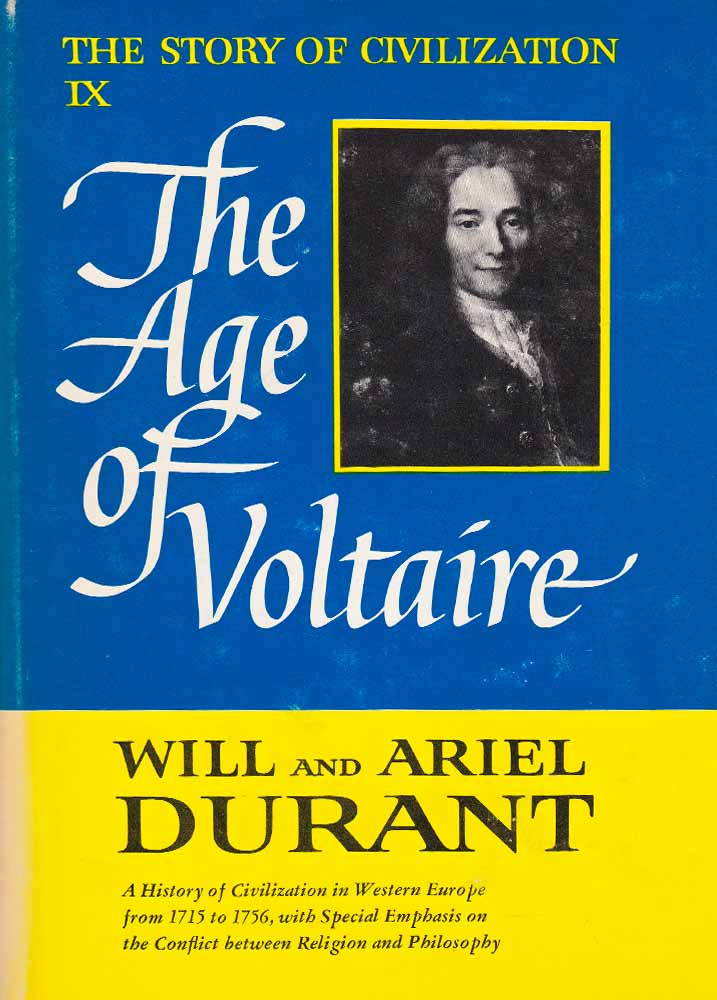 THE STORY OF CIVILIZATION
IX
The
Age
of
Voltaire
WILL AND ARIEL
DURANT
A History of Civilization in Western Europe
from 1715 to 1756, with Special Emphasis on
the Conflict between Religion and Philosophy